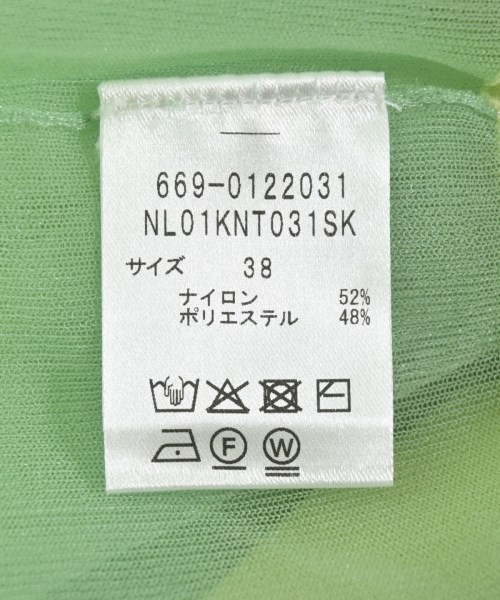 669-0122031
NL01KNT031SK
サイズ 38
ナイロン 52%
ポリエステル 48%
F W